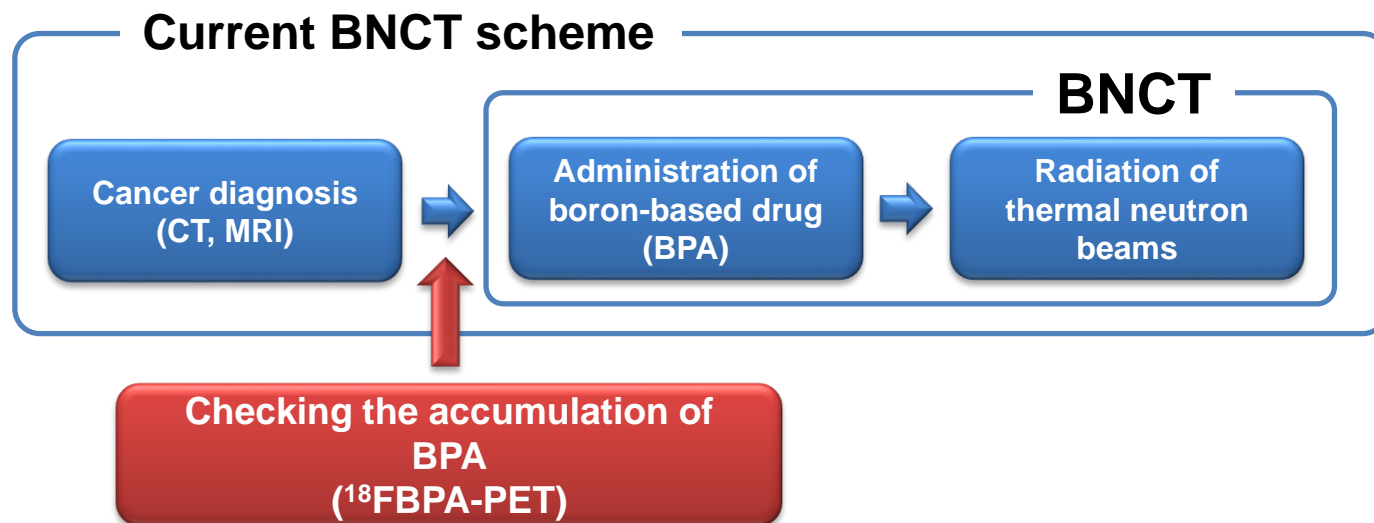 Current BNCT scheme
BNCT
Cancer diagnosis
(CT, MRI)
Administration of
boron-based drug
(BPA)
Radiation of
thermal neutron
beams
Checking the accumulation of
BPA
(¹⁸FBPA-PET)